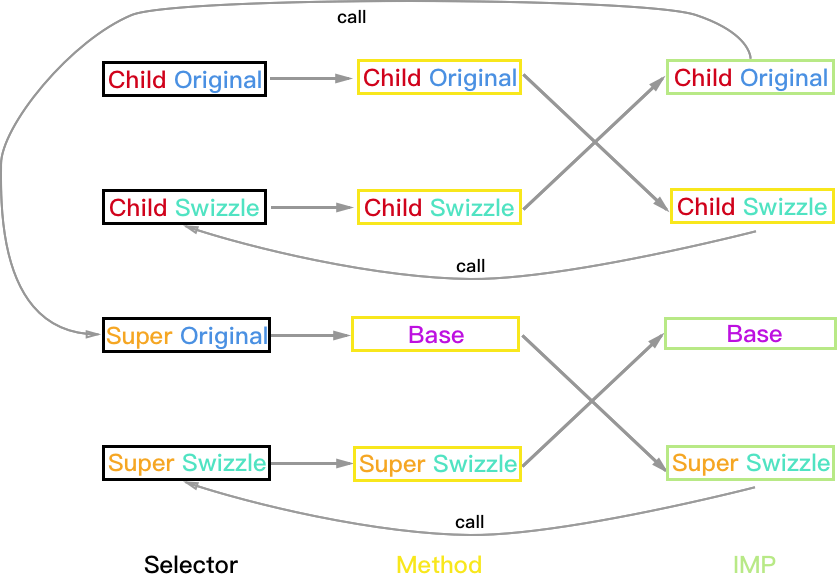 call
Child Original
Child Original
Child Original
Child Swizzle
Child Swizzle
Child Swizzle
call
Super Original
Base
Base
Super Swizzle
Super Swizzle
Super Swizzle
call
Selector
Method
IMP